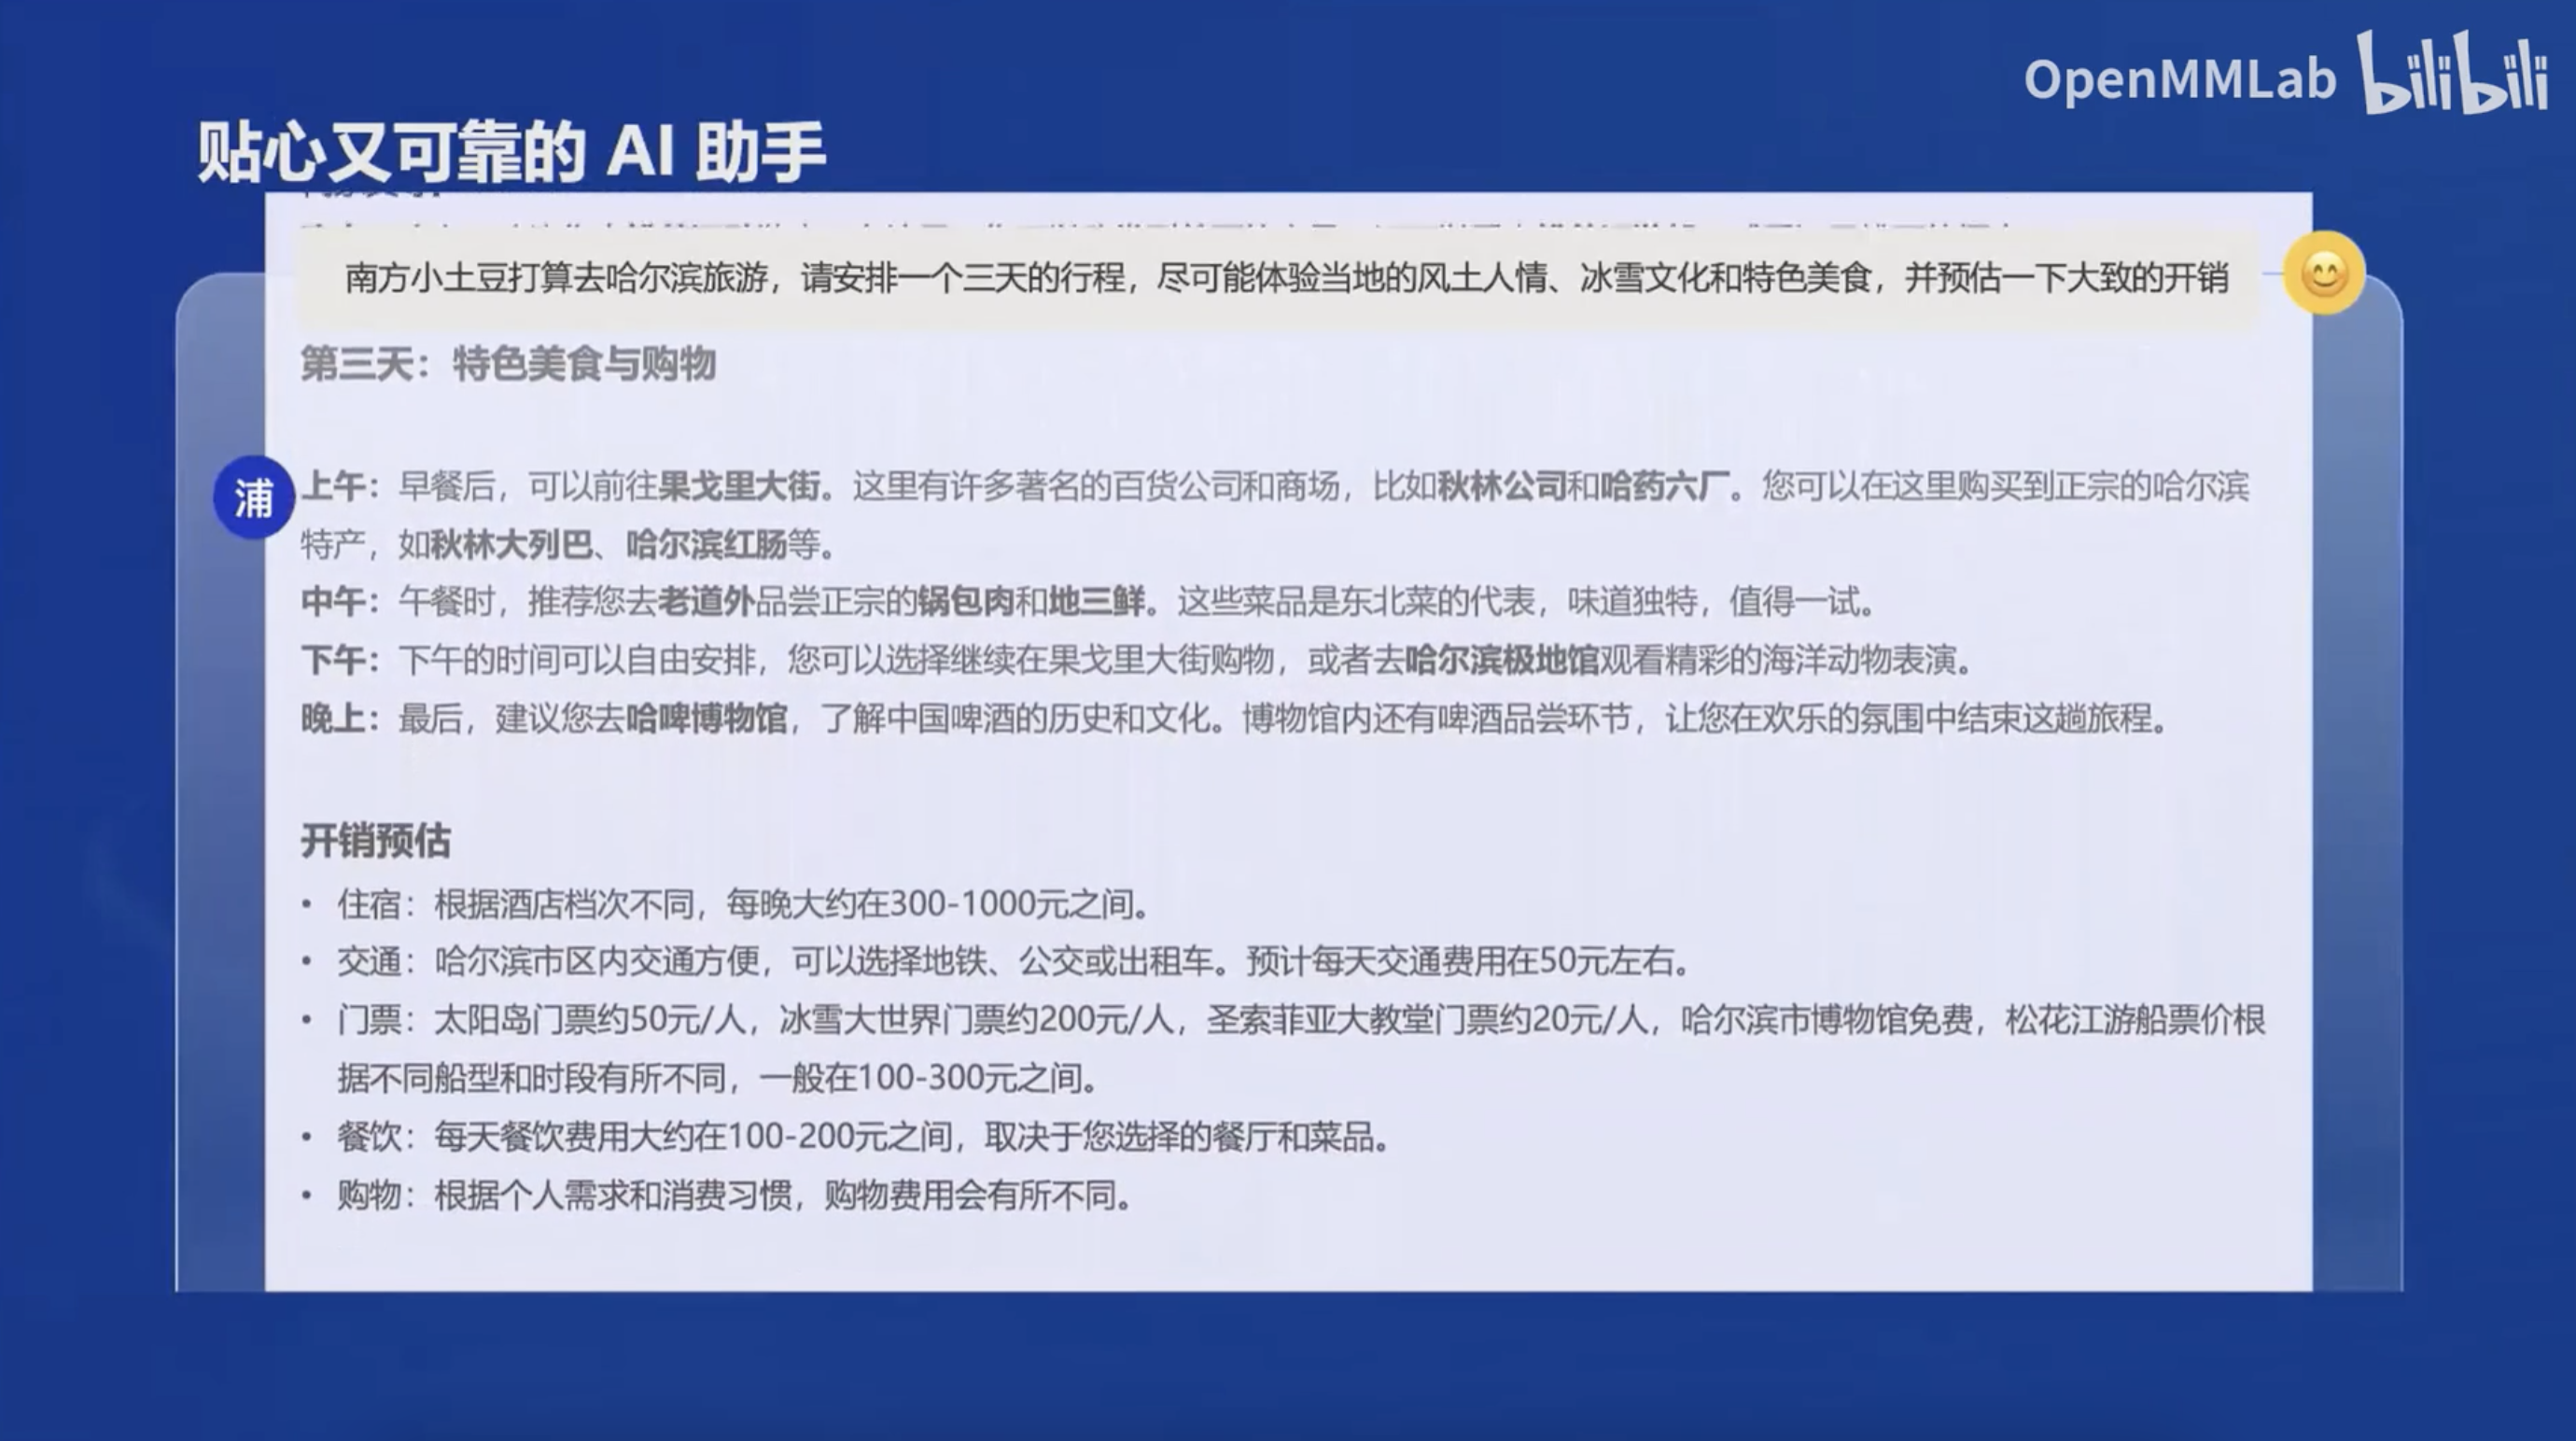 OpenMMLab bilibili
贴心又可靠的 AI 助手
南方小土豆打算去哈尔滨旅游，请安排一个三天的行程，尽可能体验当地的风土人情、冰雪文化和特色美食，并预估一下大致的开销
第三天：特色美食与购物
浦
上午：早餐后，可以前往果戈里大街。这里有许多著名的百货公司和商场，比如秋林公司和哈药六厂。您可以在这里购买到正宗的哈尔滨
特产，如秋林大列巴、哈尔滨红肠等。
中午：午餐时，推荐您去老道外品尝正宗的锅包肉和地三鲜。这些菜品是东北菜的代表，味道独特，值得一试。
下午：下午的时间可以自由安排，您可以选择继续在果戈里大街购物，或者去哈尔滨极地馆观看精彩的海洋动物表演。
晚上：最后，建议您去哈啤博物馆，了解中国啤酒的历史和文化。博物馆内还有啤酒品尝环节，让您在欢乐的氛围中结束这趟旅程。
开销预估
• 住宿：根据酒店档次不同，每晚大约在300-1000元之间。
• 交通：哈尔滨市区内交通方便，可以选择地铁、公交或出租车。预计每天交通费用在50元左右。
• 门票：太阳岛门票约50元/人，冰雪大世界门票约200元/人，圣索菲亚大教堂门票约20元/人，哈尔滨市博物馆免费，松花江游船票价根
据不同船型和时段有所不同，一般在100-300元之间。
• 餐饮：每天餐饮费用大约在100-200元之间，取决于您选择的餐厅和菜品。
• 购物：根据个人需求和消费习惯，购物费用会有所不同。